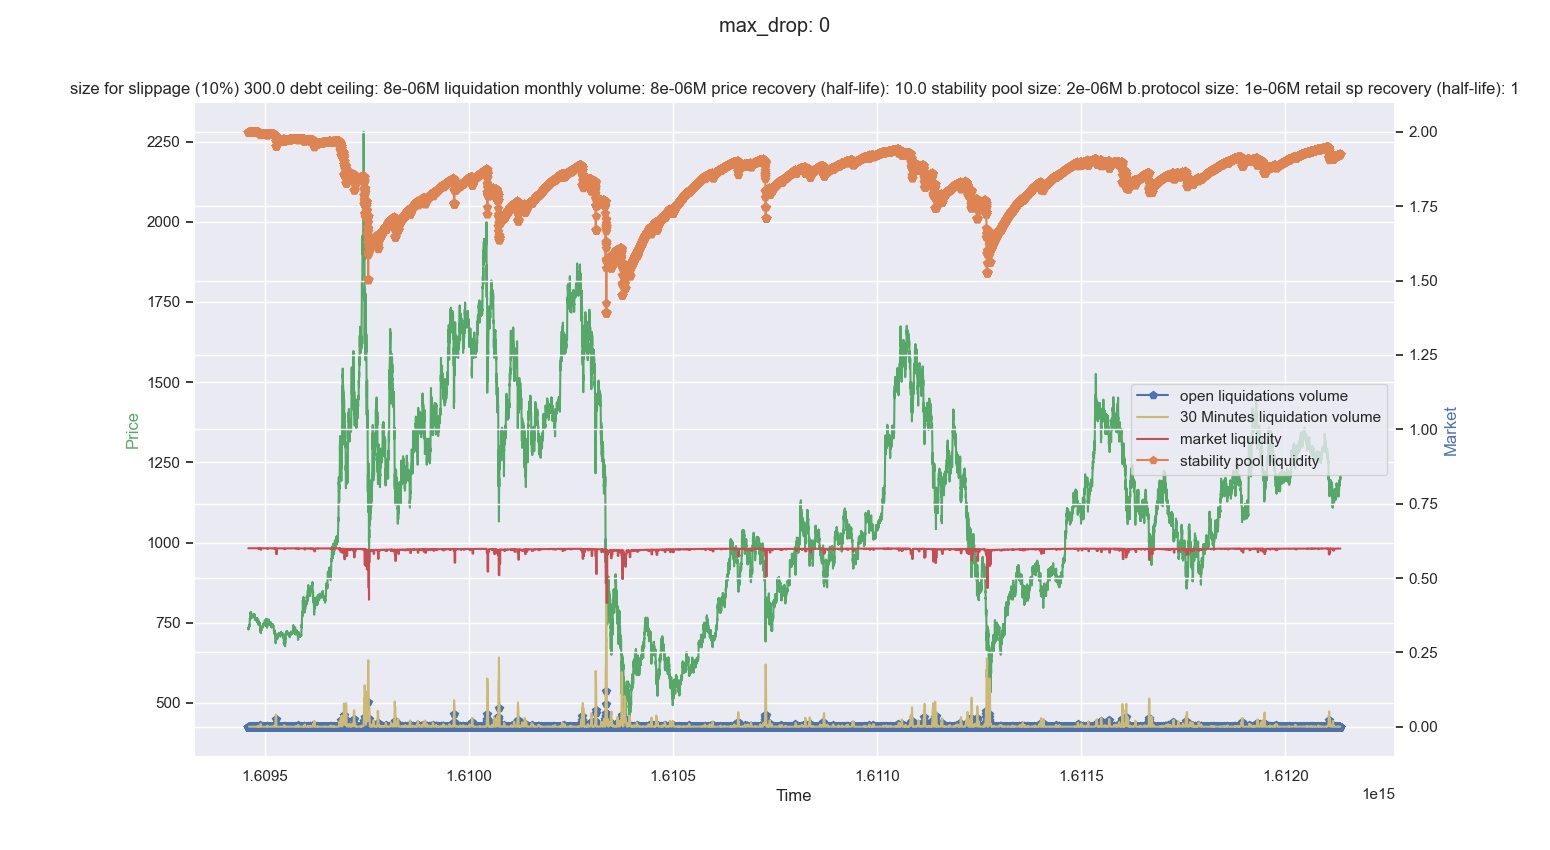 max_drop: 0
size for slippage (10%) 300.0 debt ceiling: 8e-06M liquidation monthly volume: 8e-06M price recovery (half-life): 10.0 stability pool size: 2e-06M b.protocol size: 1e-06M retail sp recovery (half-life): 1
2250
2000
1750
1500
1250
1000
750
500
Price
2.00
1.75
1.50
1.25
1.00
0.75
0.50
0.25
0.00
Market
open liquidations volume
30 Minutes liquidation volume
market liquidity
stability pool liquidity
1.6095 1.6100 1.6105 1.6110 1.6115 1.6120
Time
1e15